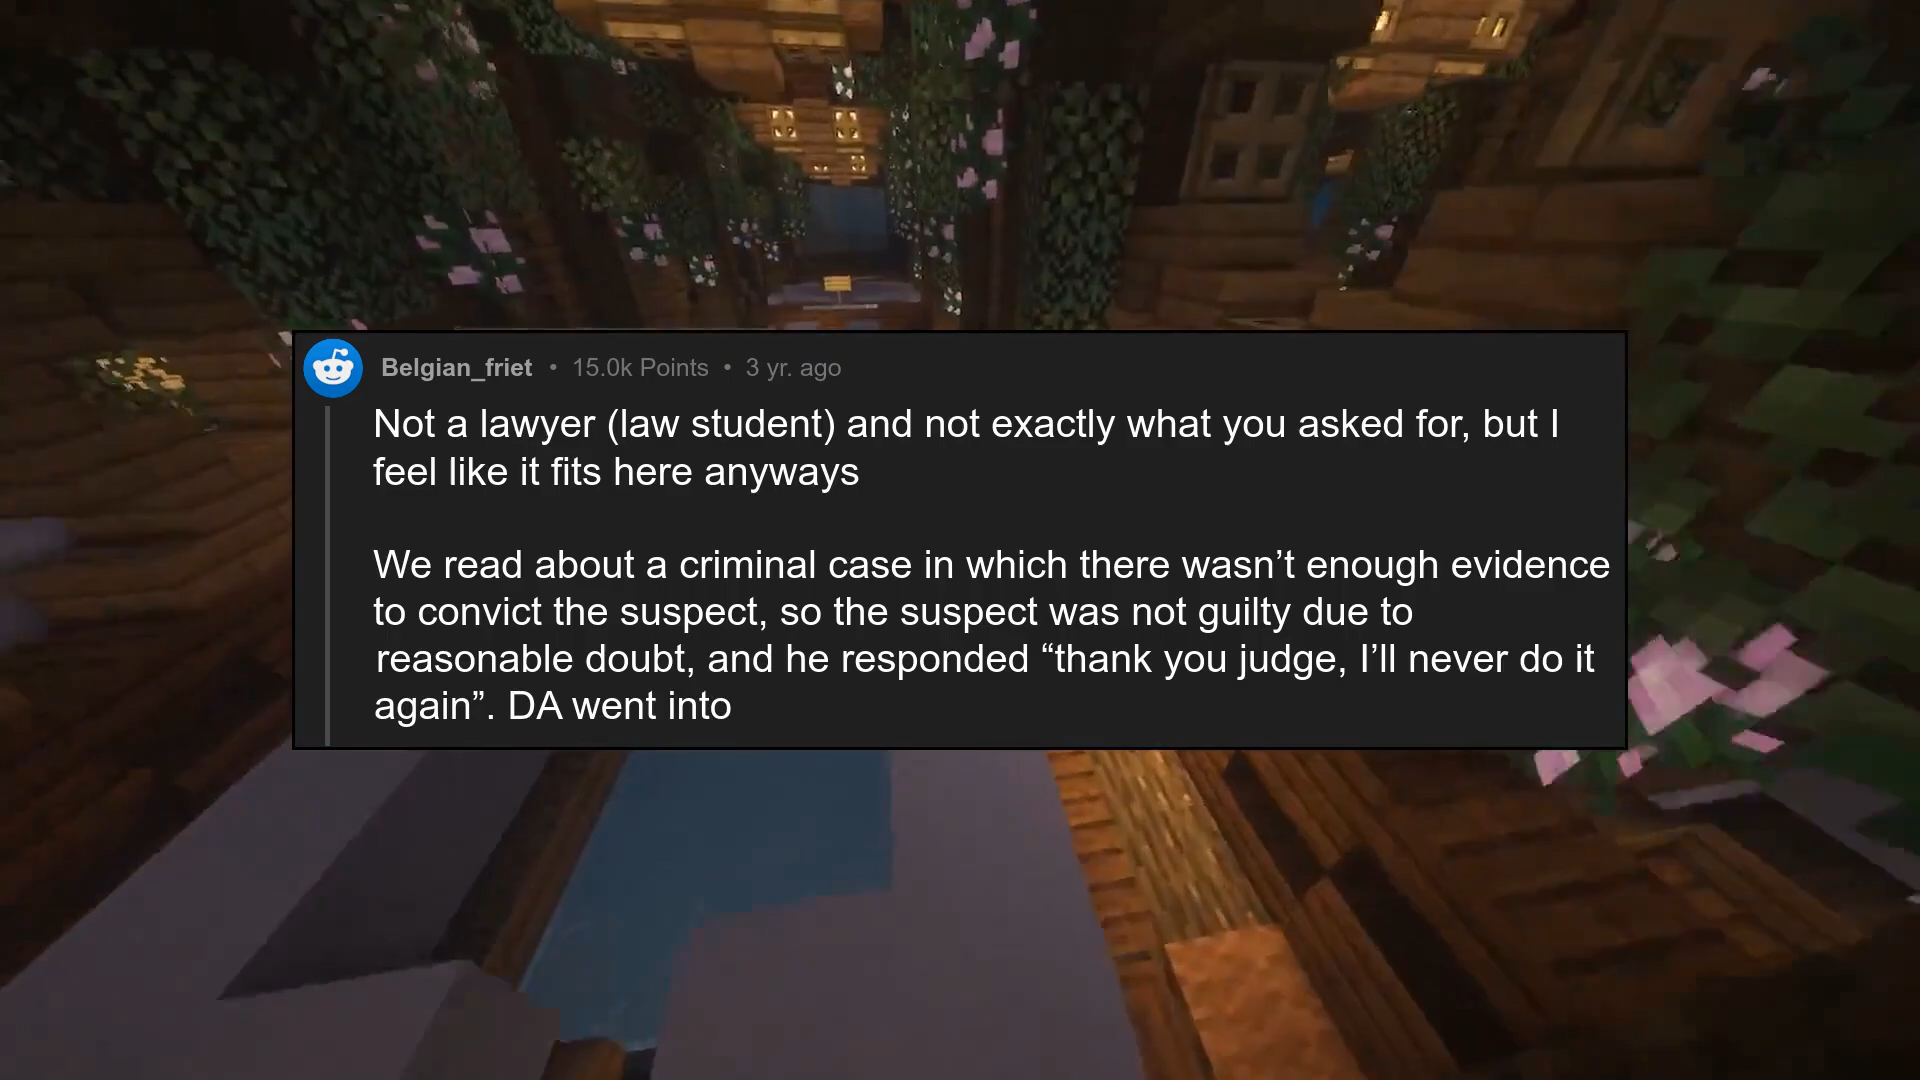 Belgian_friet • 15.0k Points • 3 yr. ago
Not a lawyer (law student) and not exactly what you asked for, but I
feel like it fits here anyways
We read about a criminal case in which there wasn’t enough evidence
to convict the suspect, so the suspect was not guilty due to
reasonable doubt, and he responded “thank you judge, I’ll never do it
again”. DA went into